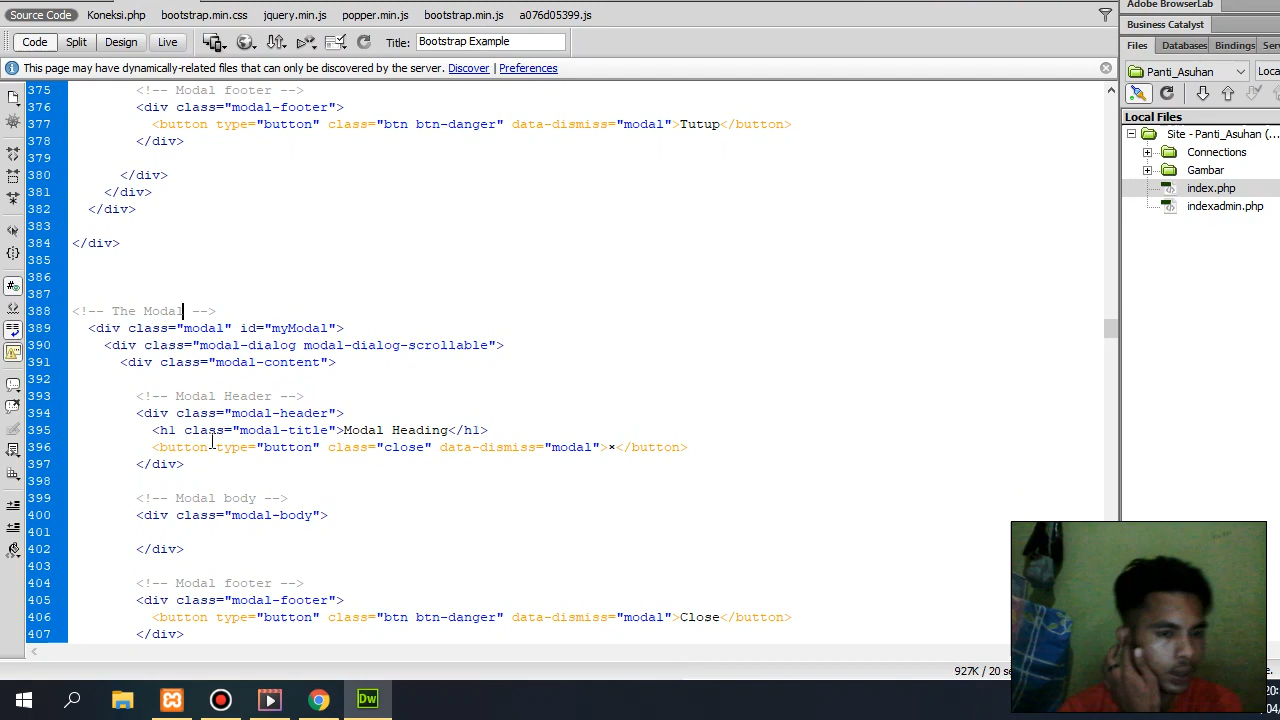 Adobe BrowserLab
Source Code Koneksi.php bootstrap.min.css jquery.min.js popper.min.js bootstrap.min.js a076d05399.js
Business Catalyst
Code Split Design Live Title: Bootstrap Example
Files Databases Bindings
This page may have dynamically-related files that can only be discovered by the server. Discover | Preferences
Panti_Asuhan
Local Files
Site - Panti_Asuhan (...
Connections
Gambar
index.php
indexadmin.php
375 <!-- Modal footer -->
376 <div class="modal-footer">
377 <button type="button" class="btn btn-danger" data-dismiss="modal">Tutup</button>
378 </div>
379
380 </div>
381 </div>
382 </div>
383
384 </div>
385
386
387
388 <!-- The Modal -->
389 <div class="modal" id="myModal">
390 <div class="modal-dialog modal-dialog-scrollable">
391 <div class="modal-content">
392
393 <!-- Modal Header -->
394 <div class="modal-header">
395 <h1 class="modal-title">Modal Heading</h1>
396 <button type="button" class="close" data-dismiss="modal">×</button>
397 </div>
398
399 <!-- Modal body -->
400 <div class="modal-body">
401
402 </div>
403
404 <!-- Modal footer -->
405 <div class="modal-footer">
406 <button type="button" class="btn btn-danger" data-dismiss="modal">Close</button>
407 </div>
Dw